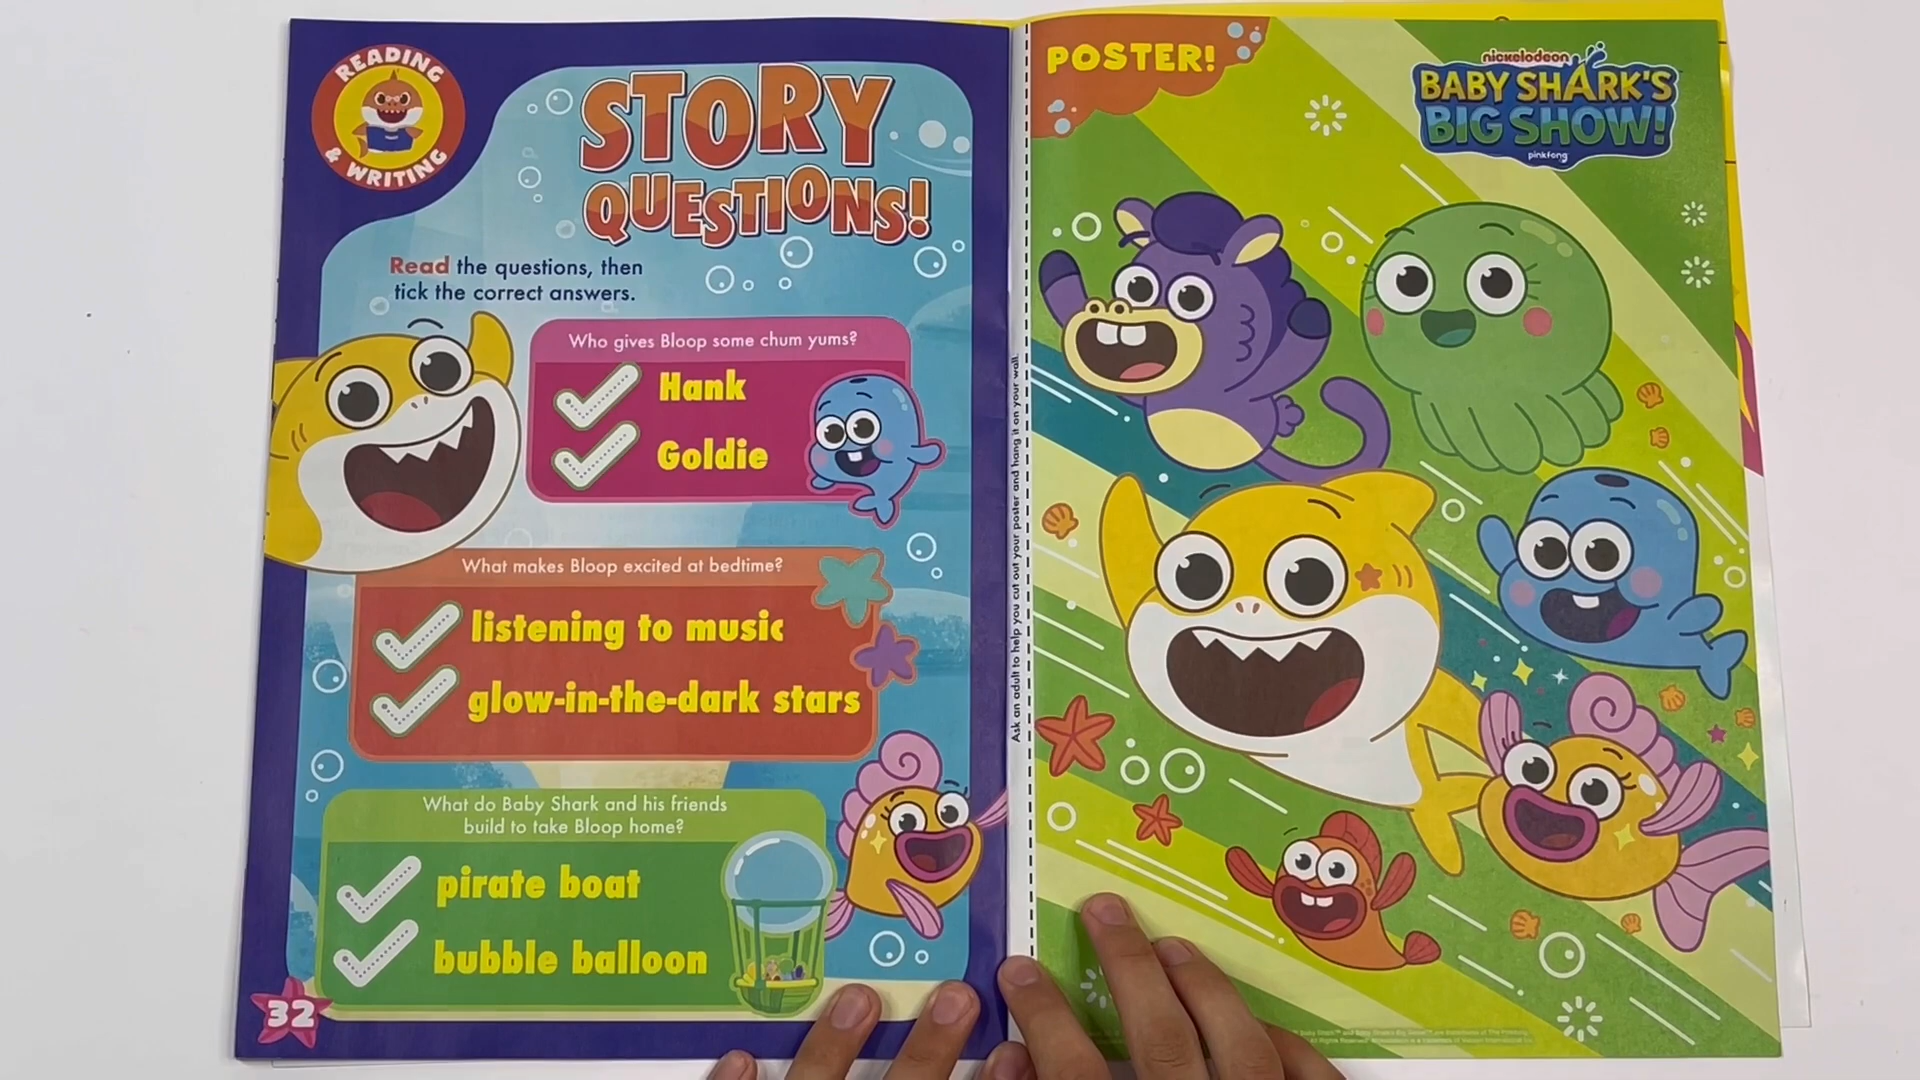 READING
& WRITING
STORY
QUESTIONS!
Read the questions, then
tick the correct answers.
Who gives Bloop some chum yums?
Hank
Goldie
What makes Bloop excited at bedtime?
listening to music
glow-in-the-dark stars
What do Baby Shark and his friends
build to take Bloop home?
pirate boat
bubble balloon
32
Ask an adult to help you cut out your poster and hang it on your wall.
POSTER!
nickelodeon
BABY SHARK'S
BIG SHOW!
pinkfong